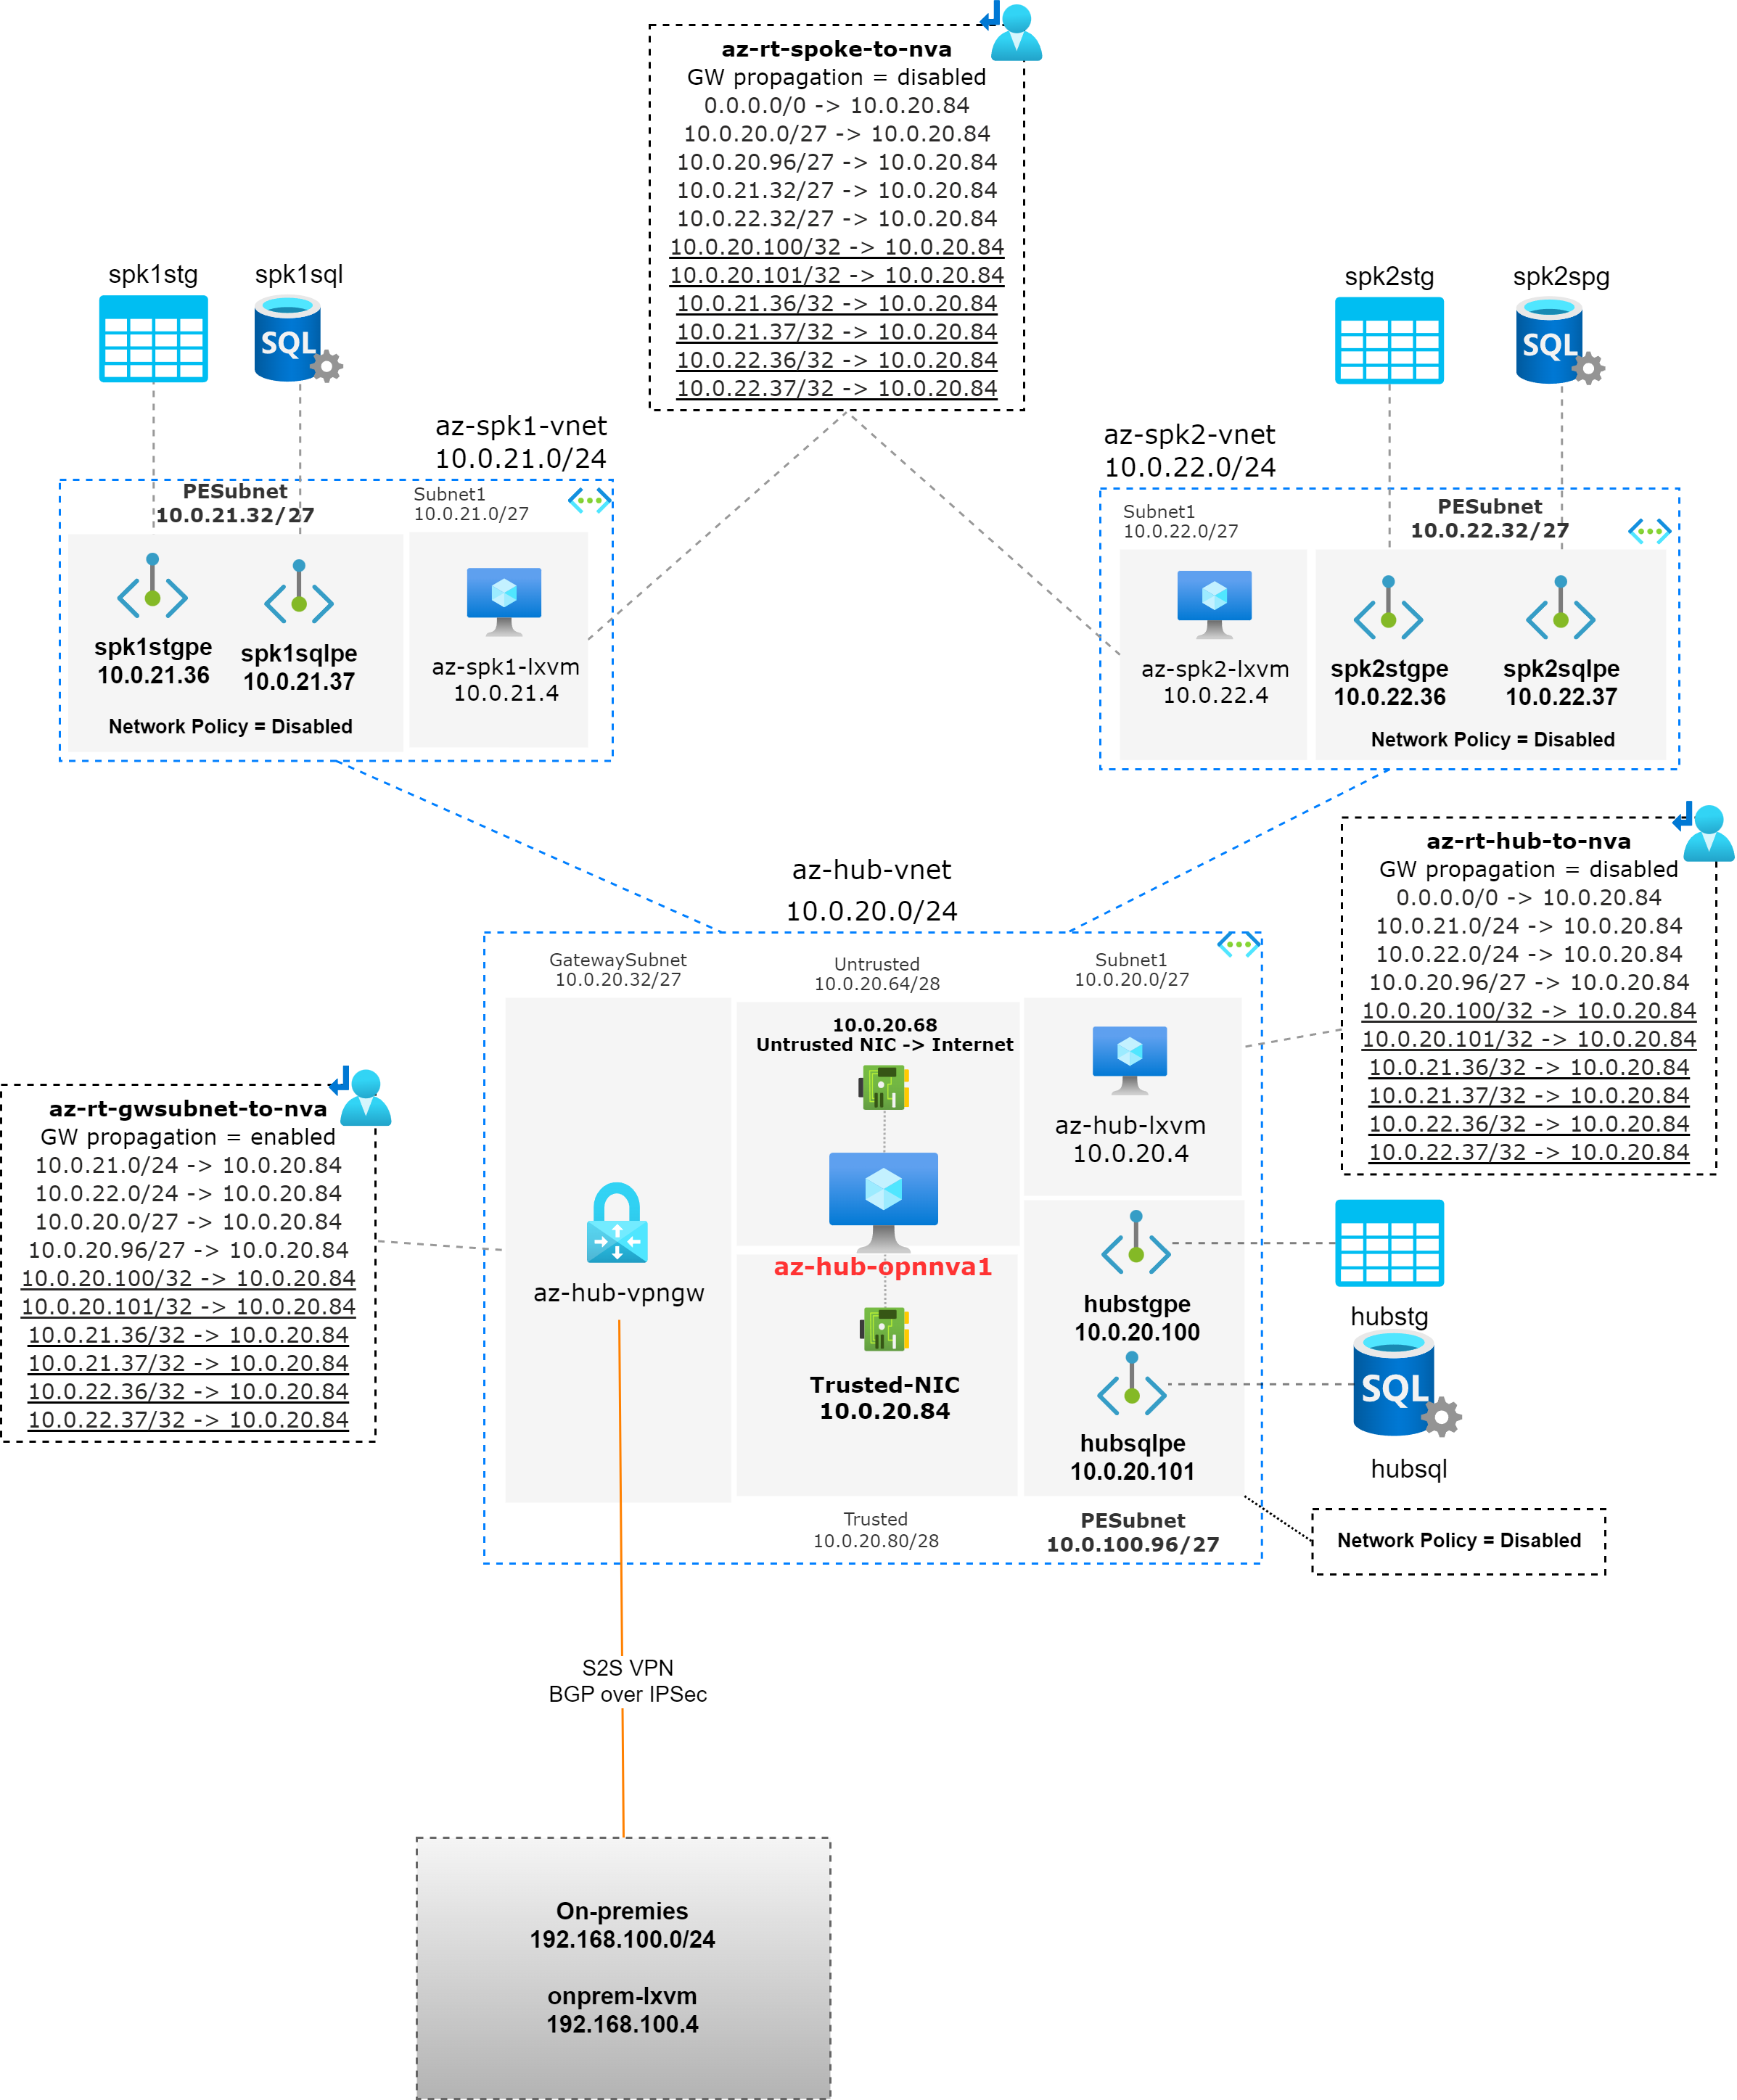 az-rt-spoke-to-nva
GW propagation = disabled
0.0.0.0/0 -> 10.0.20.84
10.0.20.0/27 -> 10.0.20.84
10.0.20.96/27 -> 10.0.20.84
10.0.21.32/27 -> 10.0.20.84
10.0.22.32/27 -> 10.0.20.84
10.0.20.100/32 -> 10.0.20.84
10.0.20.101/32 -> 10.0.20.84
10.0.21.36/32 -> 10.0.20.84
10.0.21.37/32 -> 10.0.20.84
10.0.22.36/32 -> 10.0.20.84
10.0.22.37/32 -> 10.0.20.84
spk1stg
spk1sql
SQL
spk2stg
spk2spg
SQL
az-spk1-vnet
10.0.21.0/24
PESubnet
10.0.21.32/27
Subnet1
10.0.21.0/27
spk1stgpe
10.0.21.36
spk1sqlpe
10.0.21.37
Network Policy = Disabled
az-spk1-lxvm
10.0.21.4
az-spk2-vnet
10.0.22.0/24
Subnet1
10.0.22.0/27
PESubnet
10.0.22.32/27
az-spk2-lxvm
10.0.22.4
spk2stgpe
10.0.22.36
spk2sqlpe
10.0.22.37
Network Policy = Disabled
az-rt-hub-to-nva
GW propagation = disabled
0.0.0.0/0 -> 10.0.20.84
10.0.21.0/24 -> 10.0.20.84
10.0.22.0/24 -> 10.0.20.84
10.0.20.96/27 -> 10.0.20.84
10.0.20.100/32 -> 10.0.20.84
10.0.20.101/32 -> 10.0.20.84
10.0.21.36/32 -> 10.0.20.84
10.0.21.37/32 -> 10.0.20.84
10.0.22.36/32 -> 10.0.20.84
10.0.22.37/32 -> 10.0.20.84
az-hub-vnet
10.0.20.0/24
GatewaySubnet
10.0.20.32/27
Untrusted
10.0.20.64/28
Subnet1
10.0.20.0/27
10.0.20.68
Untrusted NIC -> Internet
az-hub-lxvm
10.0.20.4
az-rt-gwsubnet-to-nva
GW propagation = enabled
10.0.21.0/24 -> 10.0.20.84
10.0.22.0/24 -> 10.0.20.84
10.0.20.0/27 -> 10.0.20.84
10.0.20.96/27 -> 10.0.20.84
10.0.20.100/32 -> 10.0.20.84
10.0.20.101/32 -> 10.0.20.84
10.0.21.36/32 -> 10.0.20.84
10.0.21.37/32 -> 10.0.20.84
10.0.22.36/32 -> 10.0.20.84
10.0.22.37/32 -> 10.0.20.84
az-hub-vpngw
az-hub-opnnva1
Trusted-NIC
10.0.20.84
hubstgpe
10.0.20.100
hubsqlpe
10.0.20.101
hubstg
SQL
hubsql
Trusted
10.0.20.80/28
PESubnet
10.0.100.96/27
Network Policy = Disabled
S2S VPN
BGP over IPSec
On-premies
192.168.100.0/24
onprem-lxvm
192.168.100.4